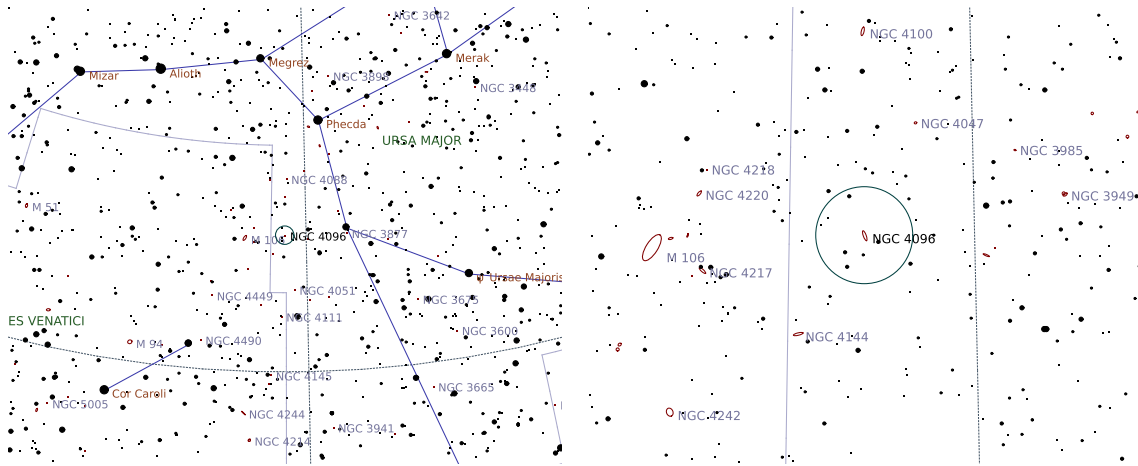 NGC 3642
Megrez
Merak
Mizar
Alioth
NGC 3898
NGC 3448
Phecda
URSA MAJOR
NGC 4088
M 51
NGC 3877
M 106
NGC 4096
ψ Ursae Majoris
NGC 4449
NGC 4051
NGC 3675
NGC 4111
ES VENATICI
NGC 3600
M 94
NGC 4490
NGC 4145
NGC 3665
Cor Caroli
NGC 5005
NGC 4244
NGC 3941
NGC 4214
NGC 4100
NGC 4047
NGC 3985
NGC 4218
NGC 4220
NGC 3949
NGC 4096
M 106
NGC 4217
NGC 4144
NGC 4242